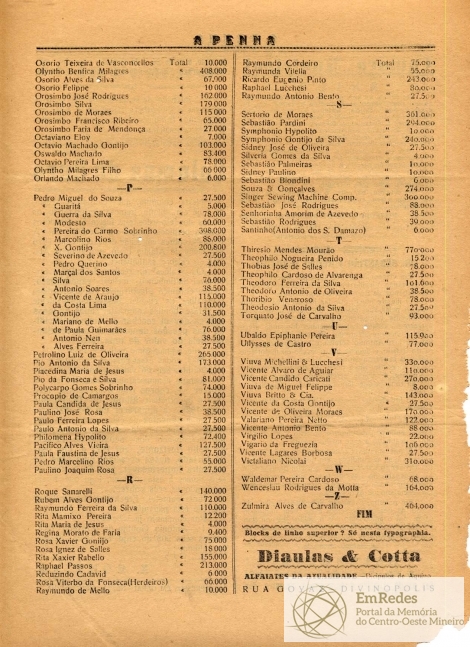 A PENNA
Osorio Teixeira de Vasconcellos Total 10.000
Olyntho Bentica Milagres « 408.000
Osorio Alves da Silva « 67.000
Osorio Felippe « 10 000
Orosimbo José Rodrigues « 162.000
Orosimbo Silva « 179.000
Orosimbo de Moraes « 115.000
Orosimbo Francisco Ribeiro « 65.000
Orosimbo Faria de Mendonça « 27.000
Octaviano Eloy « 7.000
Octavio Machado Gontijo « 103.000
Oswaldo Machado « 83.400
Octavio Pereira Lima « 78.000
Olyntho Milagres Filho « 66.000
Orlando Machado « 6.000
—P—
Pedro Miguel do Souza « 27.500
« Guaritá « 5.000
« Guerra da Silva « 78.000
« Modesto « 60.000
« Pereira do Carmo Sobrinho « 398.000
« Marcolino Rios « 86.000
« X. Gontijo « 200.800
« Severino de Azevedo « 27.500
« Pedro Querino « 4.000
« Marçal dos Santos « 4.000
« Silva « 76.000
« Antonio Soares « 38.500
« Vicente de Araujo « 115.000
« da Costa Lima « 110.000
« Gontijo « 31.500
« Mariano de Mello « 4.000
« de Paula Guimarães « 76.000
« Antonio Nen « 38.500
« Alves Ferreira « 27.500
Petrolino Luiz de Oliveira « 265.000
Pio Antonio da Silva « 173.000
Piacedina Maria de Jesus « 4.000
Pio da Fonseca e Silva « 81.000
Polycarpo Gomes Sobrinho « 74.000
Procopio de Camargos « 15.000
Paula Candida de Jesus « 27.500
Paulino José Rosa « 38.500
Paulo Ferreira Lopes « 27.500
Paulo Antonio da Silva « 27.500
Philomena Hypolito « 72.400
Pacifico Alves Vieira « 127.500
Paula Faustina de Jesus « 27.500
Pedro Marcelino Rios « 55.000
Pauliino Joaquim Rosa « 27.500
—R—
Roque Sanarelli « 140.000
Rubem Alves Gontijo « 72.000
Raymundo Ferreira da Silva « 110.000
Rita Mamixo Pereira « 12.200
Rita Maria de Jesus « 4.000
Regina Morato de Faria « 0.400
Rosa Xavier Gonijo « 75.000
Rosa Ignez de Salles « 18.000
Rita Xavier Rabello « 155.000
Raphael Passos « 213.000
Reduzindo Cadavid « 6.000
Rosa Viterbo da Fonseca(Herdeiros) « 66.000
Raymundo de Mello « 10.000
Raymundo Cordeiro Total 75.000
Raymunda Vilella " 55.000
Ricardo Eugenio Pinto " 243.000
Raphael Lucchesi " 80.000
Raymundo Antonio Bento " 27.500
—S—
Sertorio de Moraes " 361.000
Sebastião Pardini " 294.000
Symphonio Hypolito " 10.000
Symphonio Gontijo da Silva " 240.000
Sidney José de Oliveira " 27.500
Silveria Gomes da Silva " 4.000
Sebastião Palmeiras " 10.000
Sidney Paulino " 10.000
Sebastião Biondini " 6.000
Souza & Gonçalves " 274.000
Singer Sewing Machine Comp. " 300.000
Sebastião José Rodrigues " 88.000
Senhorinha Amorim de Azevedo " 38.500
Sebastião Rodrigues " 39.000
Santinho(Antonio dos S. Damazo) " 6.000
T
Thiresio Mendes Mourão " 770.000
Theophilo Nogueira Penido " 15 200
Thobias José de Salles " 78.000
Theophilo Cardoso de Alvarenga " 27.500
Theodoro Ferreira da Silva " 101.600
Theodoro Antonio de Oliveira " 38.500
Thoribio Veneroso " 78.000
Theodosio Antonio da Silva " 27.500
Torquato José de Carvalho " 93.000
—U—
Ubaldo Epiphanio Pereira " 115.900
Ulysses de Castro " 77.000
—V—
Viuva Michellini & Lucchesi " 330.000
Vicente Alvaro de Aguiar " 110.000
Vicente Candido Caricati " 270.000
Viuva de Miguel Felippe " 8.000
Viuva Britto & Cia. " 143.000
Vicente da Costa Gontijo " 27.500
Vicente de Oliveira Moraes " 170.000
Valariano Pereira Netto " 122.000
Vicente Antonio Bento " 88.000
Virgilio Lopes " 22.000
Vigario da Freguezia " 166.000
Vicente Lagares Borbosa " 27.500
Victaliano Nicolai " 310.000
—W—
Waldemar Pereira Cardoso " 68.000
Wenceslau Rodrigues da Motta " 164.000
—Z—
Zulmira Alves de Carvalho " 464.000
FIM
Blocks de linho superior ? Só nesta typographia.
Diaulas & Cotta
ALFAIATES DA ATUALIDADE
RUA GO DIVINOPOLIS
EmRedes
Portal da Memória
do Centro-Oeste Mineiro